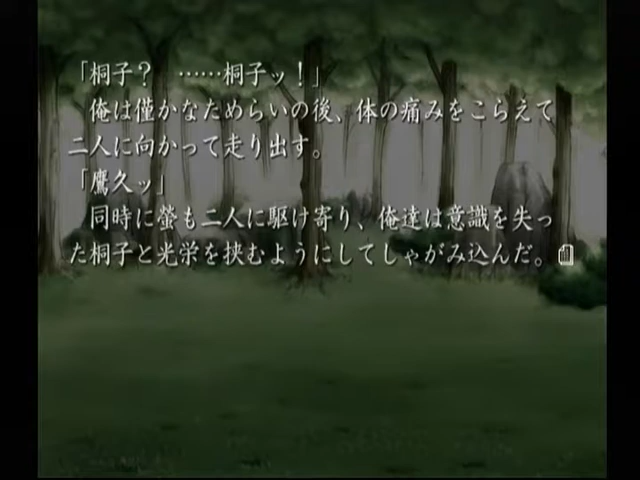 「桐子？　……桐子ッ！」
　俺は僅かなためらいの後、体の痛みをこらえて
二人に向かって走り出す。
「鷹久ッ」
　同時に螢も二人に駆け寄り、俺達は意識を失っ
た桐子と光栄を挟むようにしてしゃがみ込んだ。